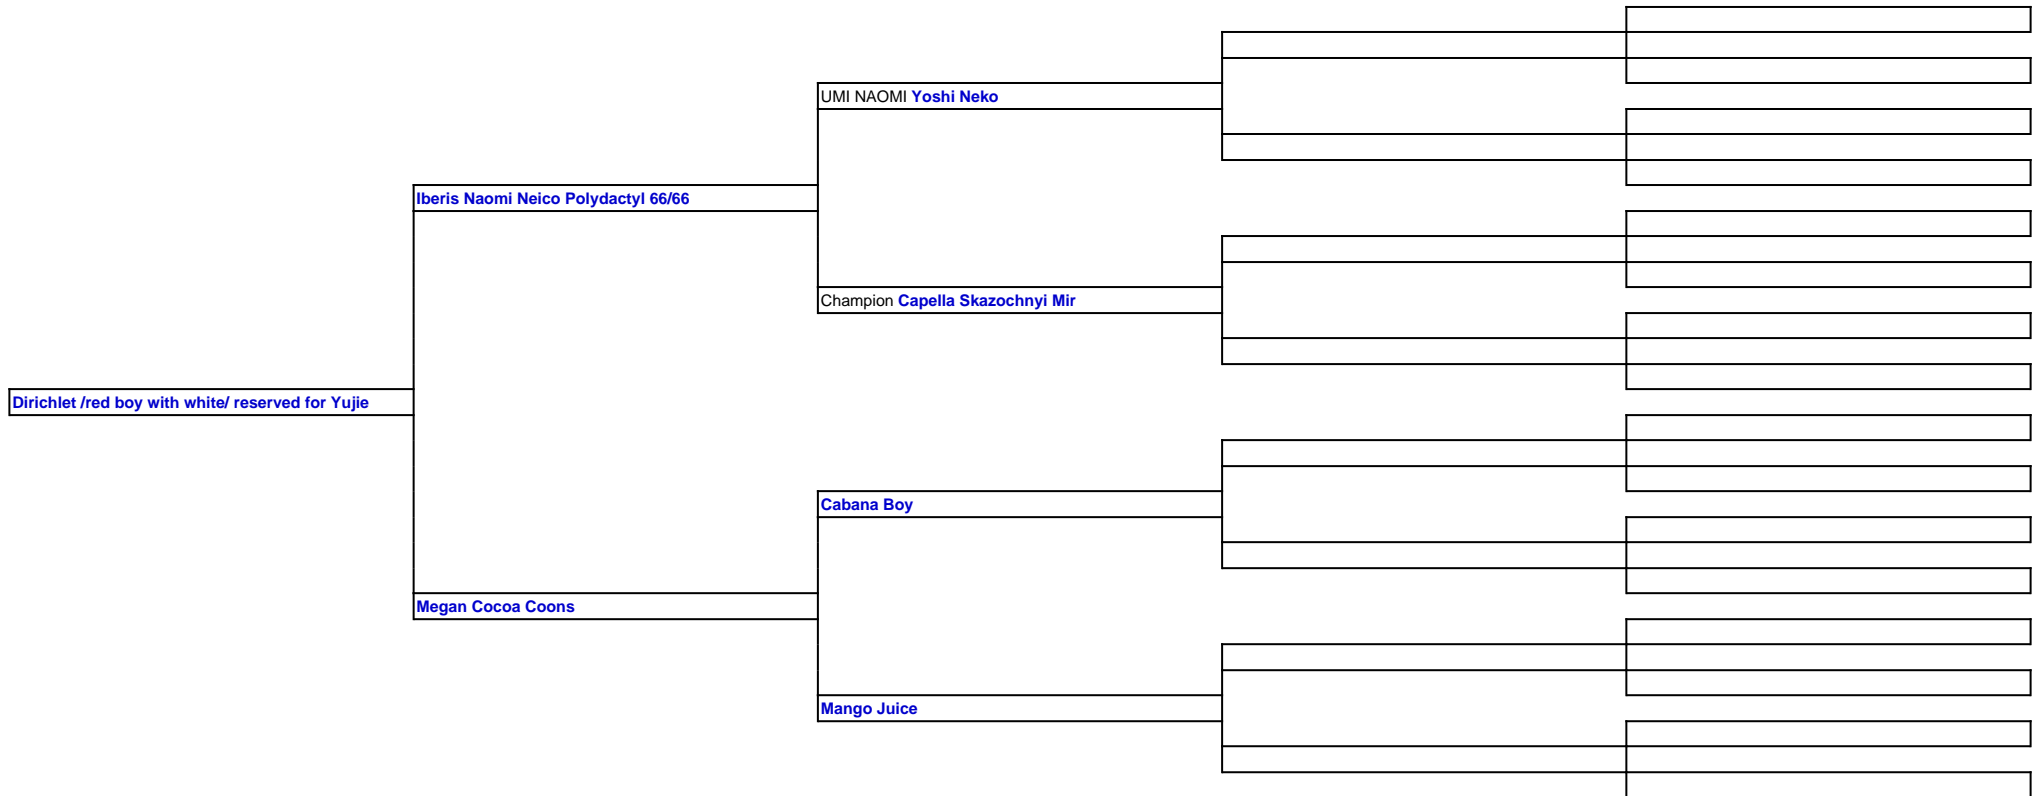 UMI NAOMI Yoshi Neko
Iberis Naomi Neico Polydactyl 66/66
Champion Capella Skazochnyi Mir
Dirichlet /red boy with white/ reserved for Yujie
Cabana Boy
Megan Cocoa Coons
Mango Juice